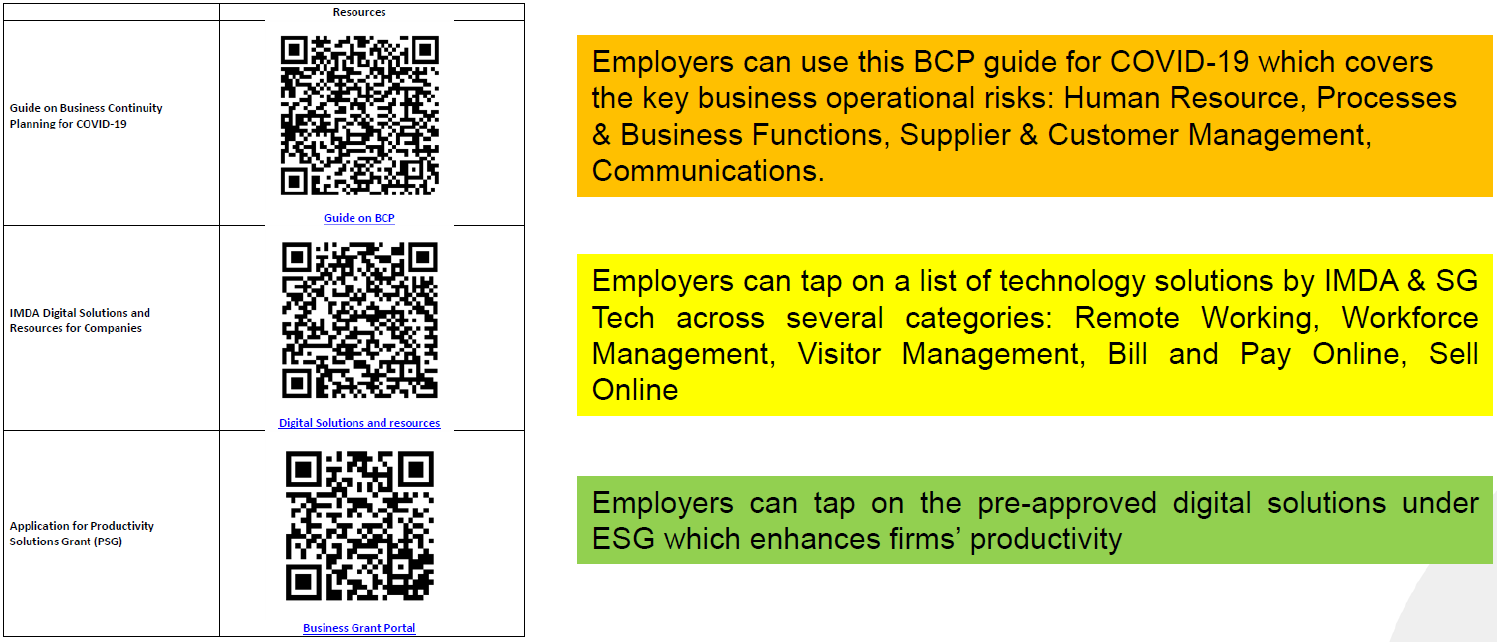 Resources
Guide on Business Continuity
Planning for COVID-19
Guide on BCP
Employers can use this BCP guide for COVID-19 which covers
the key business operational risks: Human Resource, Processes
& Business Functions, Supplier & Customer Management,
Communications.
IMDA Digital Solutions and
Resources for Companies
Digital Solutions and resources
Employers can tap on a list of technology solutions by IMDA & SG
Tech across several categories: Remote Working, Workforce
Management, Visitor Management, Bill and Pay Online, Sell
Online
Application for Productivity
Solutions Grant (PSG)
Business Grant Portal
Employers can tap on the pre-approved digital solutions under
ESG which enhances firms’ productivity